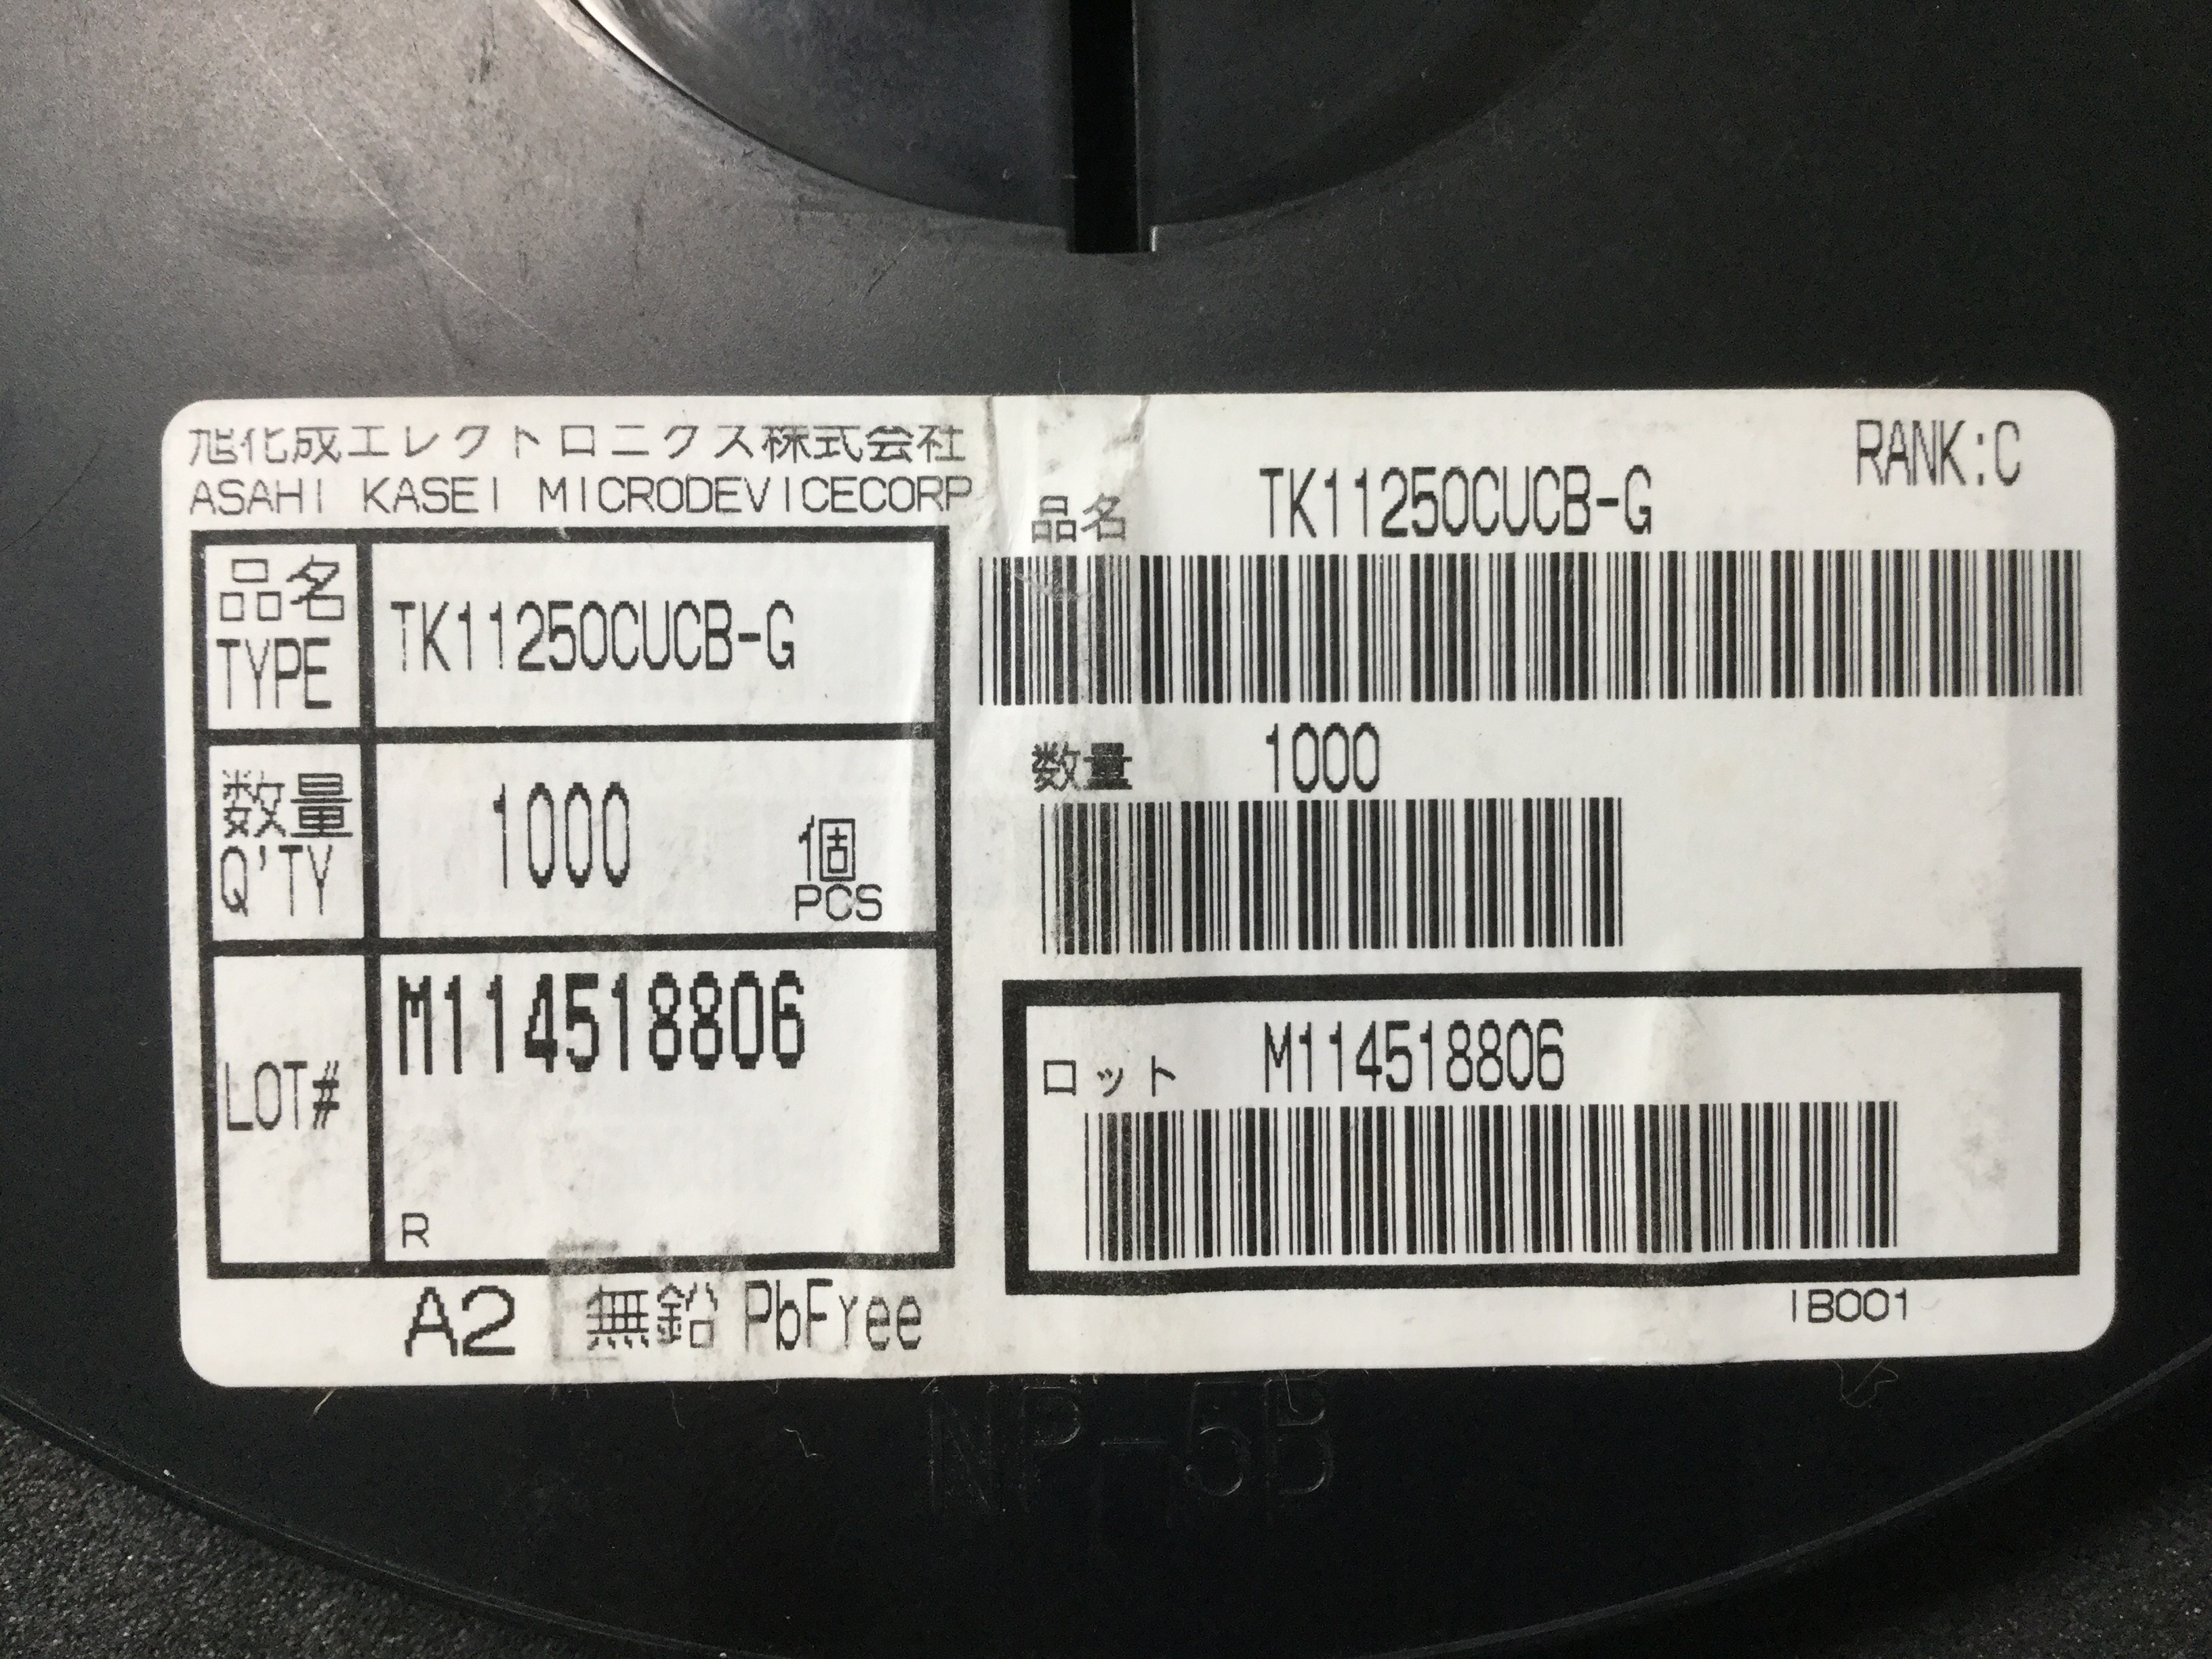 旭化成エレクトロニクス株式会社
ASAHI KASEI MICRODEVICECORP
品名
TYPE
TK11250CUCB-G
数量
Q'TY
1000
個
PCS
LOT#
M114518806
R
A2 無鉛 PbFree
RANK:C
品名 TK11250CUCB-G
数量 1000
ロット M114518806
IB001
NP-5B